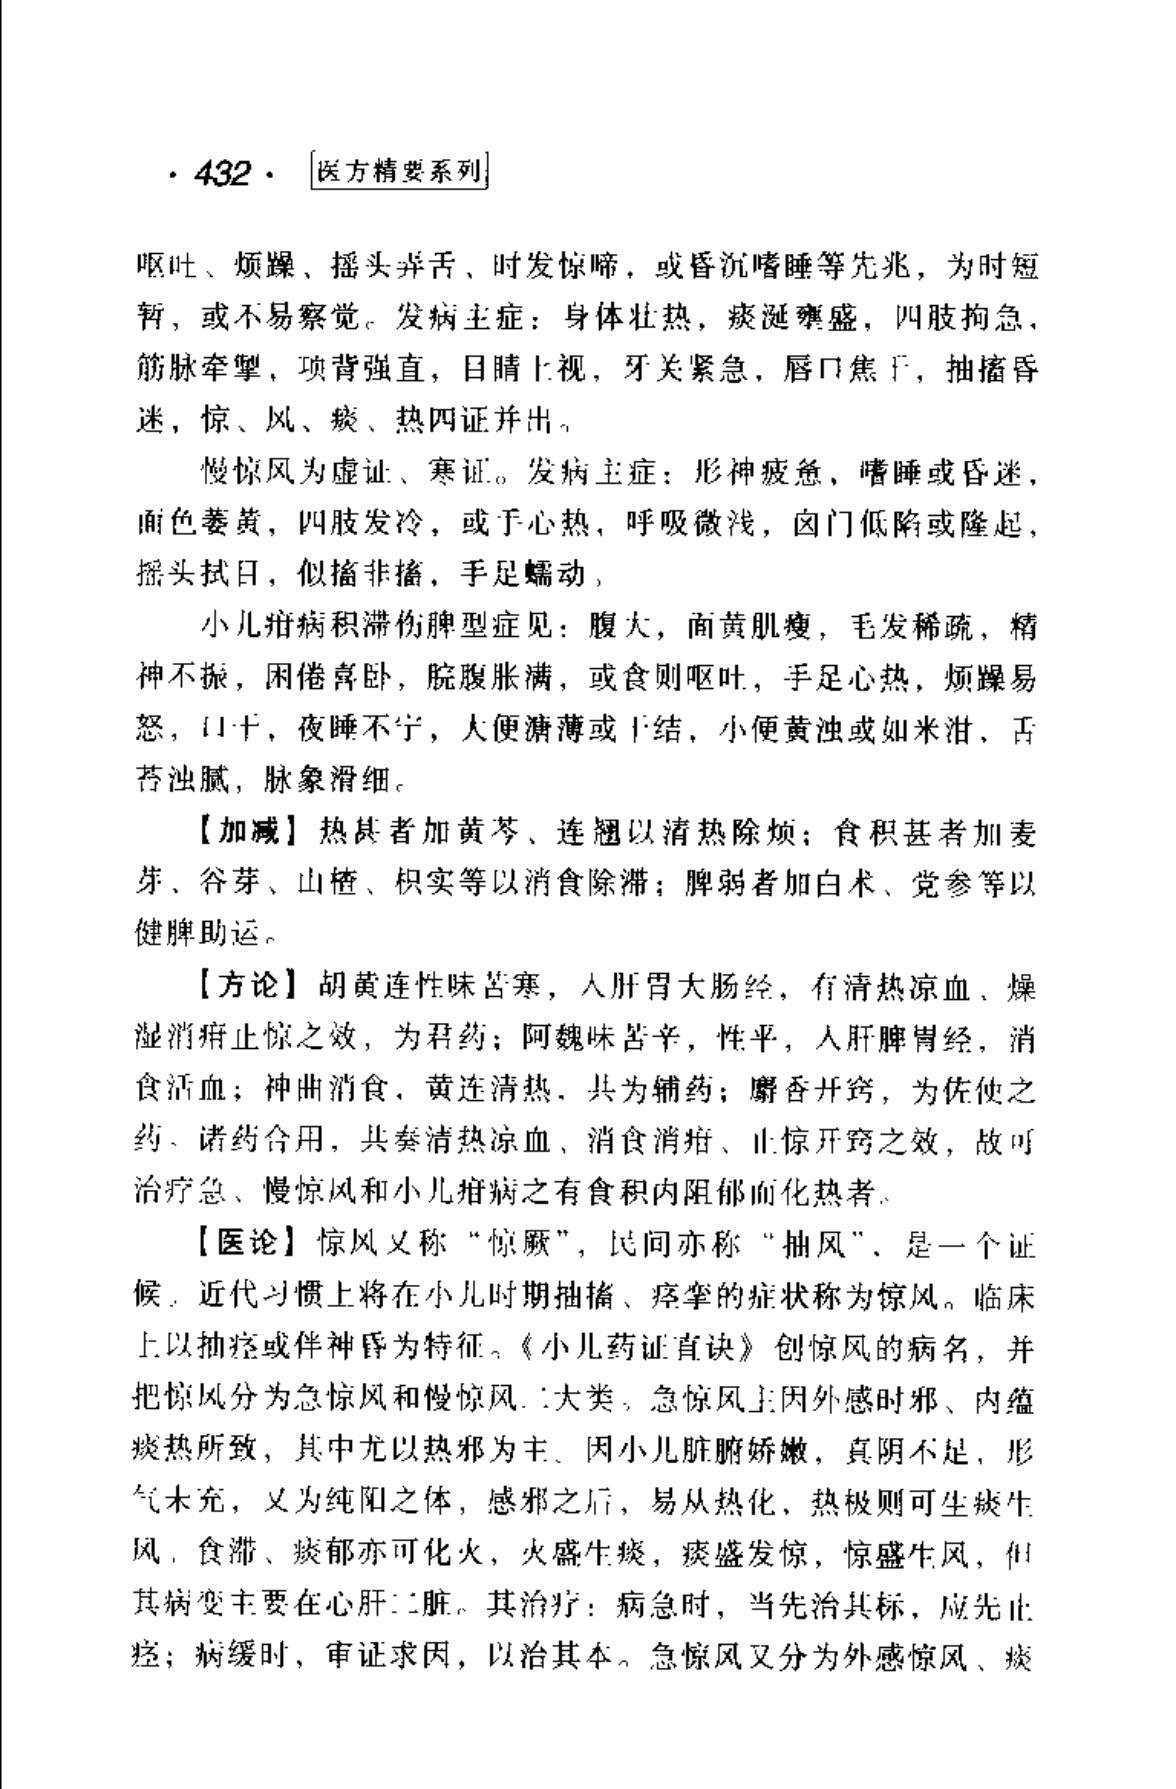 ·432· 医方精要系列
呕吐、烦躁、摇头弄舌、时发惊啼，或昏沉嗜睡等先兆，为时短
暂，或不易察觉。发病主症：身体壮热，痰涎壅盛，四肢拘急，
筋脉牵掣，项背强直，目睛上视，牙关紧急，唇口焦干，抽搐昏
迷，惊、风、痰、热四证并出。
慢惊风为虚证、寒证。发病主症：形神疲惫，嗜睡或昏迷，
面色萎黄，四肢发冷，或手心热，呼吸微浅，囟门低陷或隆起，
摇头拭目，似搐非搐，手足蠕动。
小儿疳病积滞伤脾型症见：腹大，面黄肌瘦，毛发稀疏，精
神不振，困倦喜卧，脘腹胀满，或食则呕吐，手足心热，烦躁易
怒，口干，夜睡不宁，大便溏薄或干结，小便黄浊或如米泔，舌
苔浊腻，脉象滑细。
【加减】热甚者加黄芩、连翘以清热除烦；食积甚者加麦
芽、谷芽、山楂、枳实等以消食除滞；脾弱者加白术、党参等以
健脾助运。
【方论】胡黄连性味苦寒，入肝胃大肠经，有清热凉血、燥
湿消疳止惊之效，为君药；阿魏味苦辛，性平，入肝脾胃经，消
食活血；神曲消食，黄连清热，共为辅药；麝香开窍，为佐使之
药。诸药合用，共奏清热凉血、消食消疳、止惊开窍之效，故可
治疗急、慢惊风和小儿疳病之有食积内阻郁而化热者。
【医论】惊风又称“惊厥”，民间亦称“抽风”，是一个证
候。近代习惯上将在小儿时期抽搐、痉挛的症状称为惊风。临床
上以抽痉或伴神昏为特征。《小儿药证直诀》创惊风的病名，并
把惊风分为急惊风和慢惊风二大类。急惊风主因外感时邪、内蕴
痰热所致，其中尤以热邪为主。因小儿脏腑娇嫩，真阴不足，形
气未充，又为纯阳之体，感邪之后，易从热化，热极则可生痰生
风。食滞、痰郁亦可化火，火盛生痰，痰盛发惊，惊盛生风，但
其病变主要在心肝二脏。其治疗：病急时，当先治其标，应先止
痉；病缓时，审证求因，以治其本。急惊风又分为外感惊风、痰